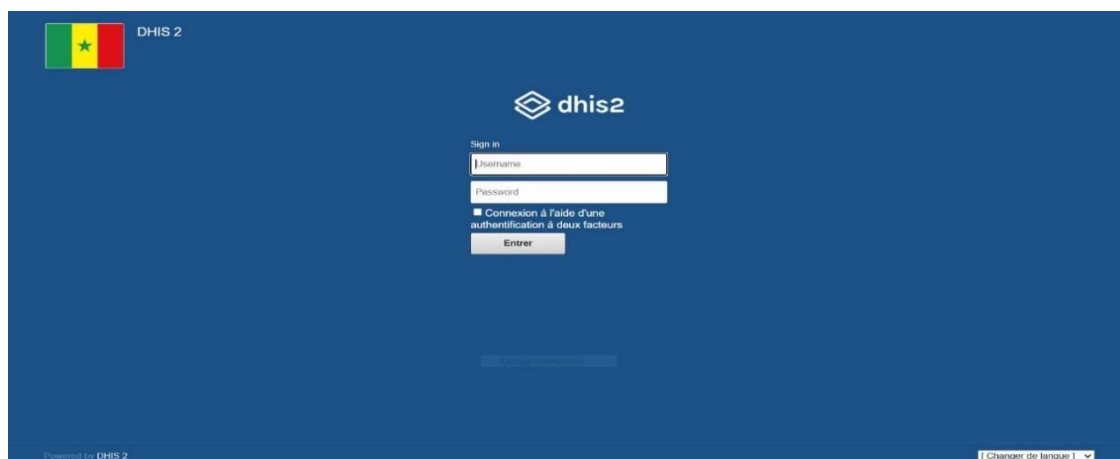 DHIS 2
dhis2
Sign in
Username
Password
Connexion à l'aide d'une
authentification à deux facteurs
Entrer
Powered by DHIS 2
[ Changer de langue ]